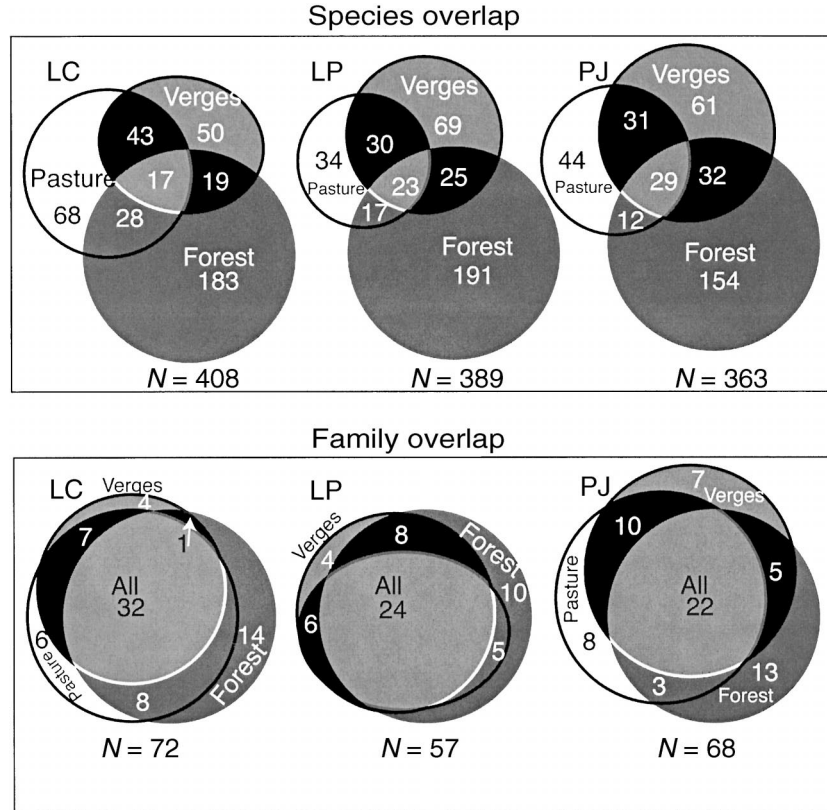 Species overlap
LC
Verges
50
43
Pasture
17
19
68
28
Forest
183
N = 408
LP
Verges
69
34
30
Pasture
23
25
17
Forest
191
N = 389
PJ
Verges
61
31
44
Pasture
29
32
12
Forest
154
N = 363
Family overlap
LC
Verges
4
7
1
All
32
6
14
Pasture
Forest
8
N = 72
LP
Verges
8
Forest
4
10
All
24
6
5
N = 57
PJ
7
Verges
10
5
All
22
Pasture
8
13
3
Forest
N = 68